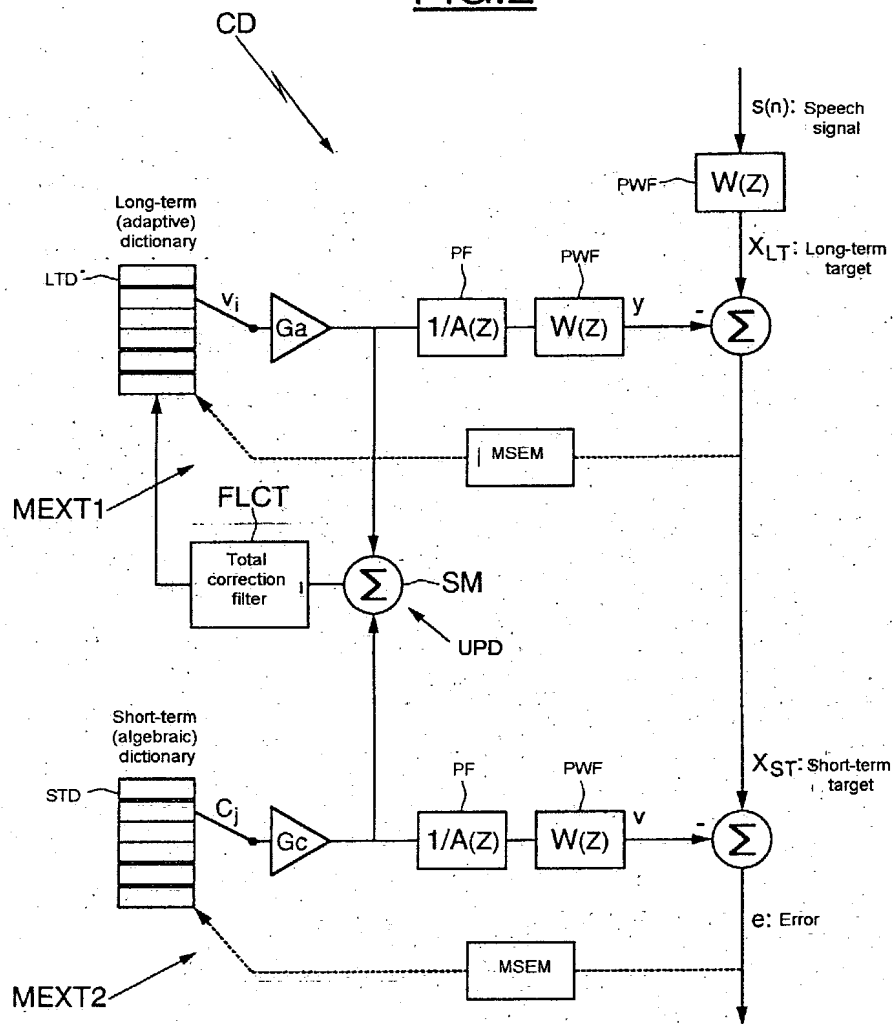 FIG.2
CD
s(n): Speech
signal
PWF
W(Z)
Long-term
(adaptive)
dictionary
XLT: Long-term
target
LTD
vi
Ga
PF
1/A(Z)
PWF
W(Z)
y
-
Σ
MSEM
MEXT1
FLCT
Total
correction
filter
Σ
SM
UPD
Short-term
(algebraic)
dictionary
XST: Short-term
target
STD
Cj
Gc
PF
1/A(Z)
PWF
W(Z)
v
-
Σ
e: Error
MSEM
MEXT2